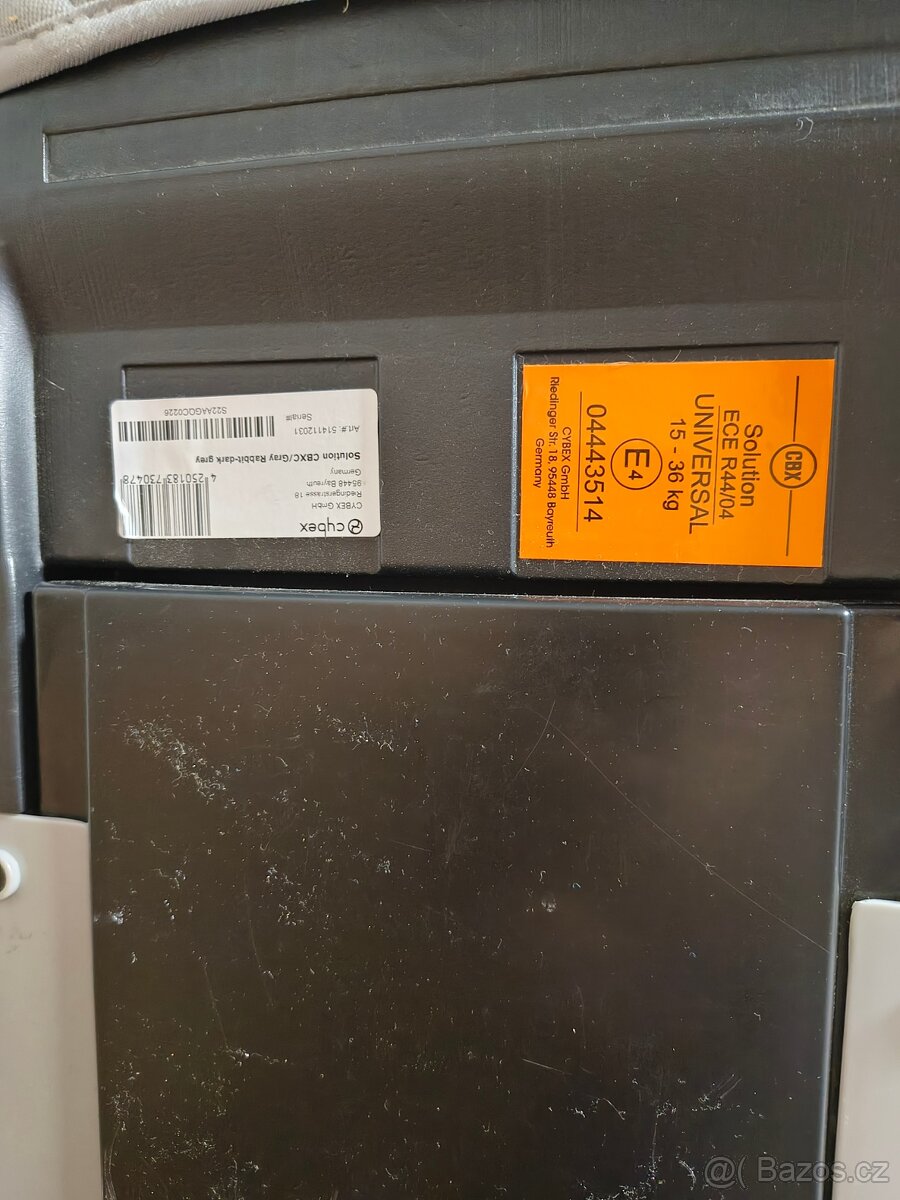 cybex
CYBEX GmbH
Riedingerstrasse 18
95448 Bayreuth
Germany
Solution CBXC/Gray Rabbit-dark grey
Art.#: 514112031
Serial#
S22AAGQC0226
4 250183 730478
CBX
Solution
ECE R44/04
UNIVERSAL
15 - 36 kg
E4
0443514
CYBEX GmbH
Riedinger Str. 18, 95448 Bayreuth
Germany
@( Bazos.cz